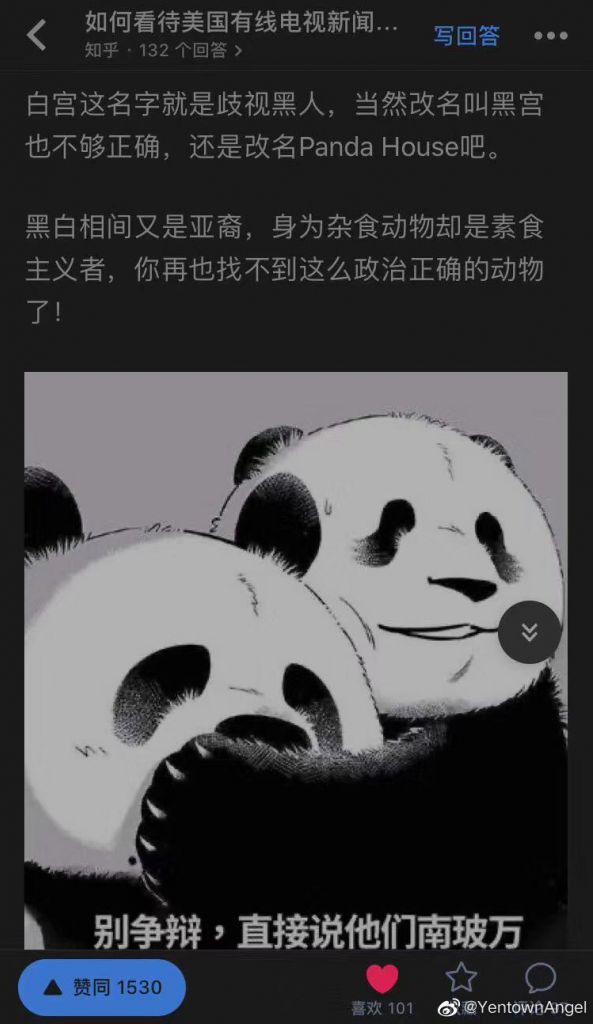 如何看待美国有线电视新闻...
知乎 · 132 个回答 >
写回答
白宫这名字就是歧视黑人，当然改名叫黑宫
也不够正确，还是改名Panda House吧。
黑白相间又是亚裔，身为杂食动物却是素食
主义者，你再也找不到这么政治正确的动物
了！
别争辩，直接说他们南玻万
赞同 1530
喜欢 101
@YentownAngel